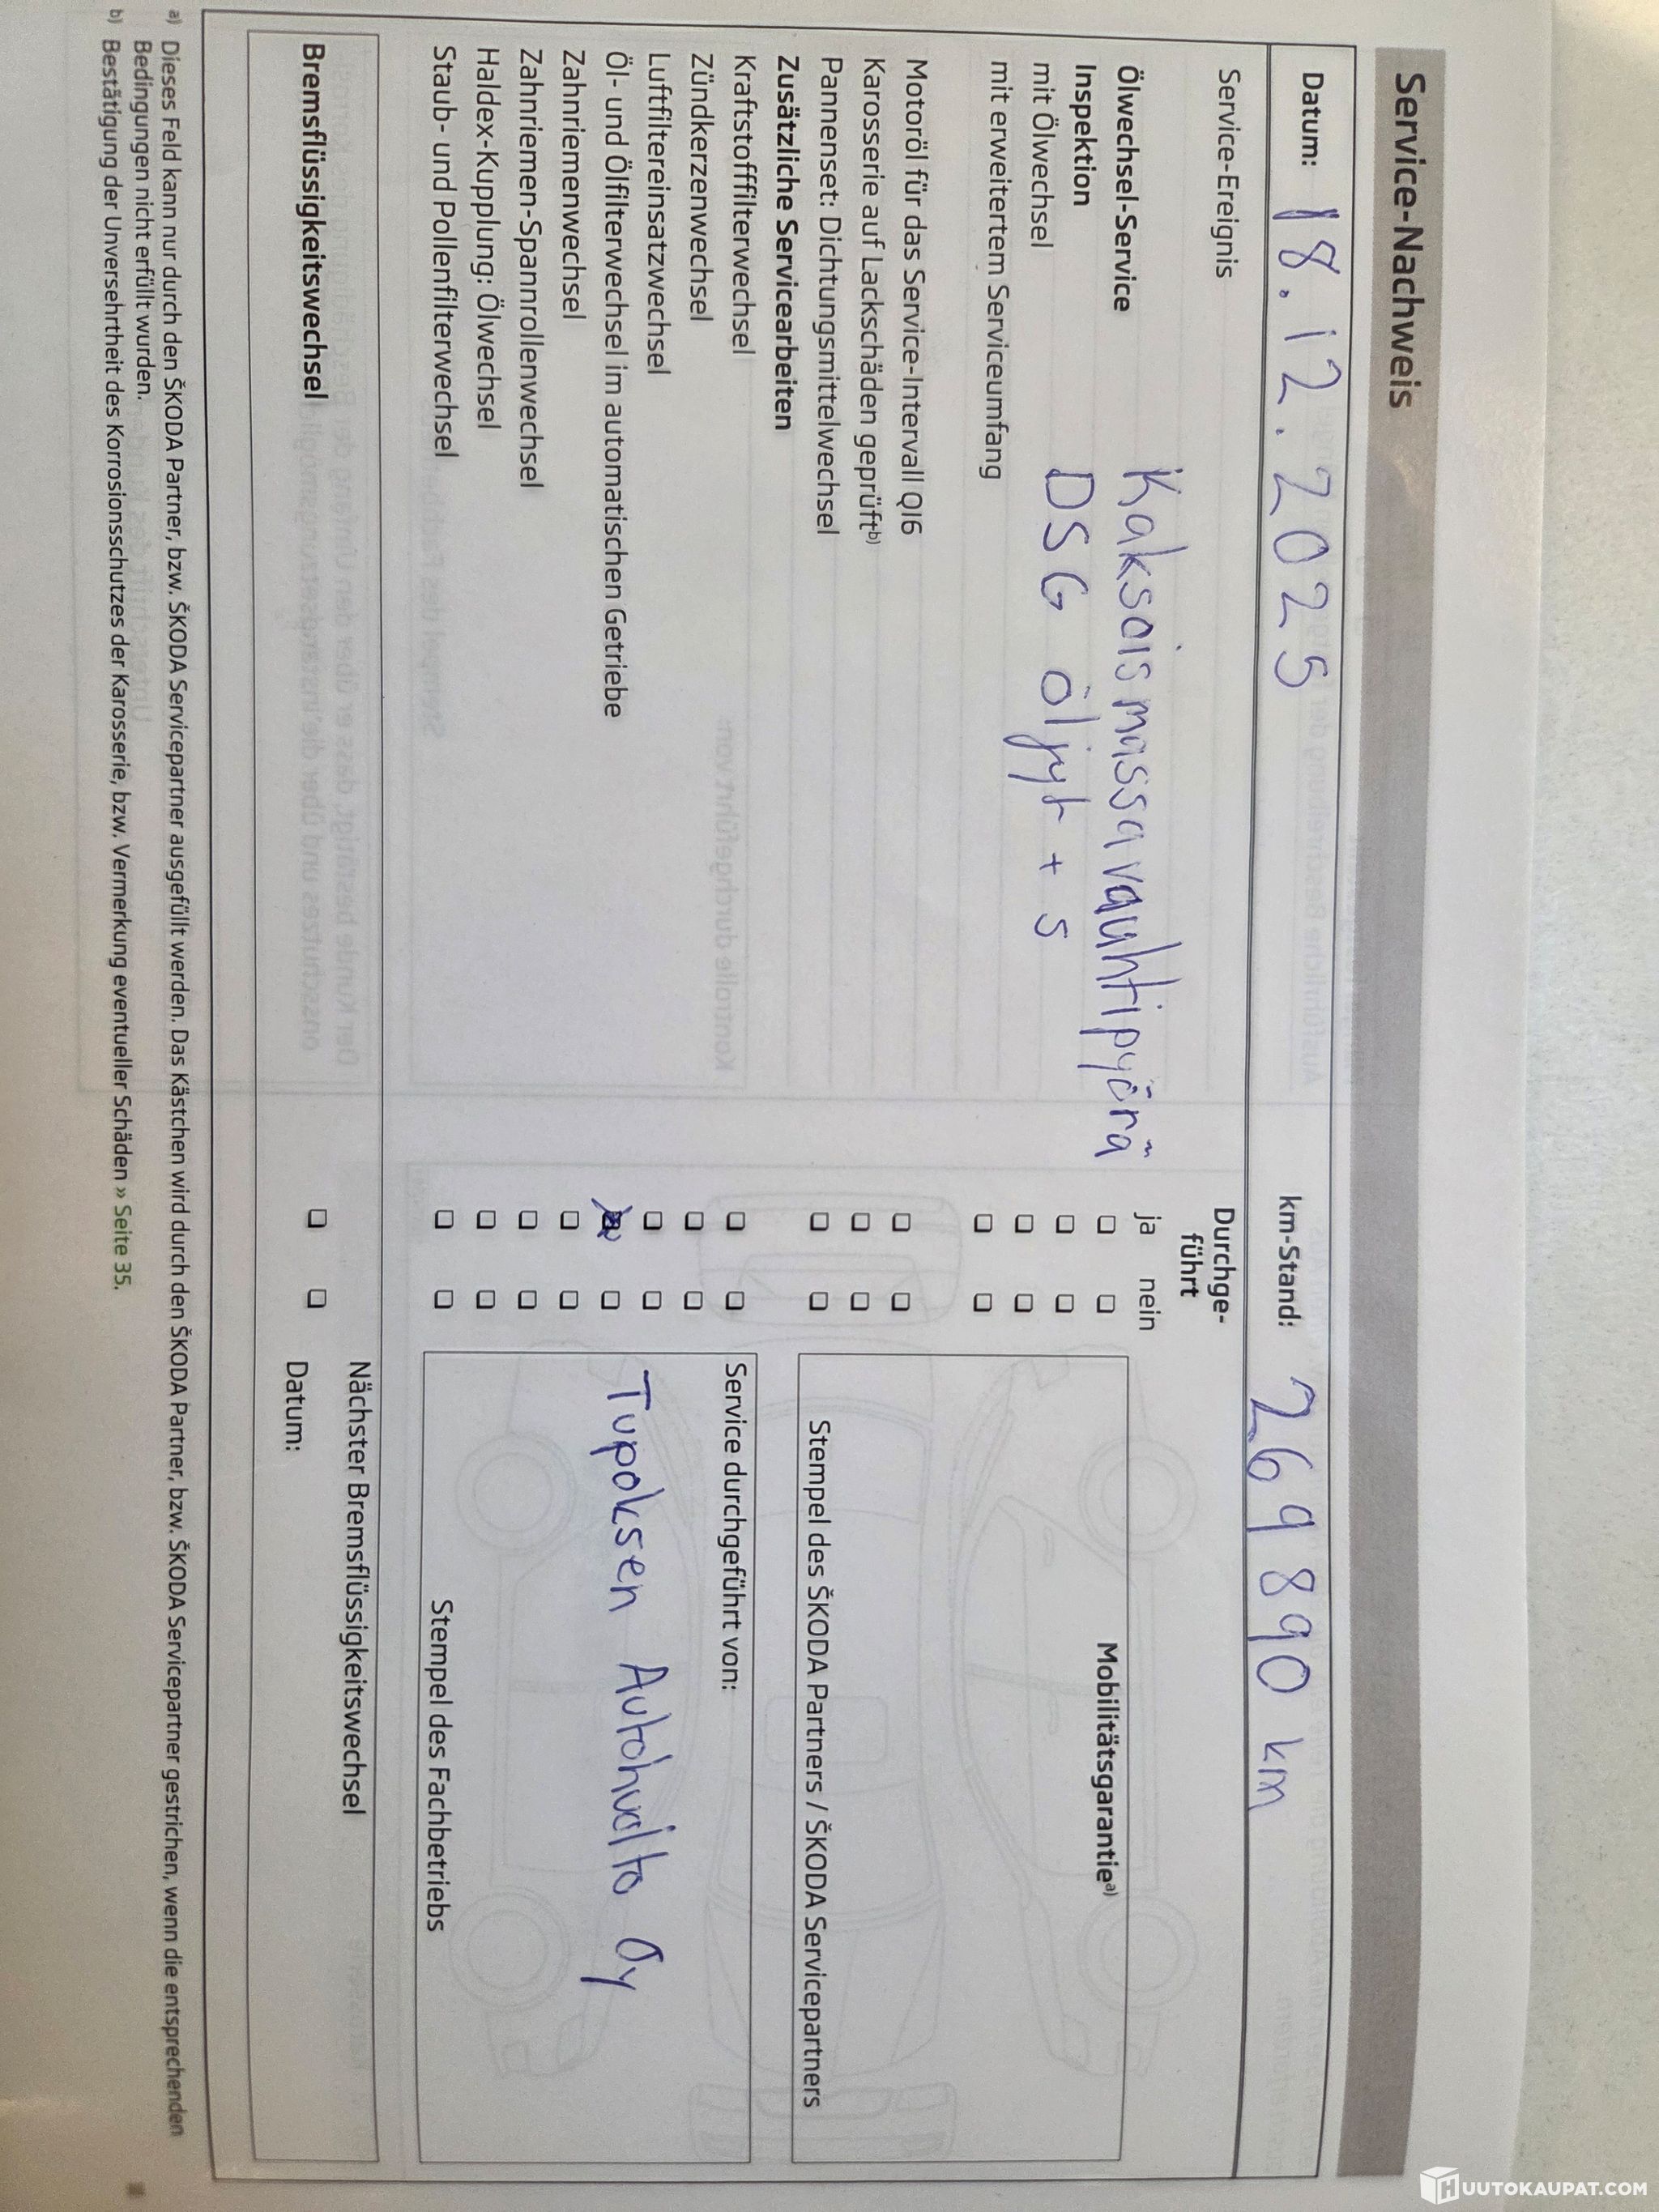 Service-Nachweis
Datum: 18.12.2025
km-Stand: 269890 km
Service-Ereignis
Durchge-
führt
ja nein
Kaksoismassavauhtipyörä
DSG öljyt + s
Ölwechsel-Service
Inspektion
mit Ölwechsel
mit erweitertem Serviceumfang
Motoröl für das Service-Intervall QI6
Karosserie auf Lackschäden geprüft b)
Pannenset: Dichtungsmittelwechsel
Zusätzliche Servicearbeiten
Kraftstofffilterwechsel
Zündkerzenwechsel
Luftfiltereinsatzwechsel
Öl- und Ölfilterwechsel im automatischen Getriebe
Zahnriemenwechsel
Zahnriemen-Spannrollenwechsel
Haldex-Kupplung: Ölwechsel
Staub- und Pollenfilterwechsel
Mobilitätsgarantie a)
Stempel des ŠKODA Partners / ŠKODA Servicepartners
Service durchgeführt von:
Tupoksen Autohuolto Oy
Stempel des Fachbetriebs
Bremsflüssigkeitswechsel
Nächster Bremsflüssigkeitswechsel
Datum:
a) Dieses Feld kann nur durch den ŠKODA Partner, bzw. ŠKODA Servicepartner ausgefüllt werden. Das Kästchen wird durch den ŠKODA Partner, bzw. ŠKODA Servicepartner gestrichen, wenn die entsprechenden
Bedingungen nicht erfüllt wurden.
b) Bestätigung der Unversehrtheit des Korrosionsschutzes der Karosserie, bzw. Vermerkung eventueller Schäden » Seite 35.
HUUTOKAUPAT.COM